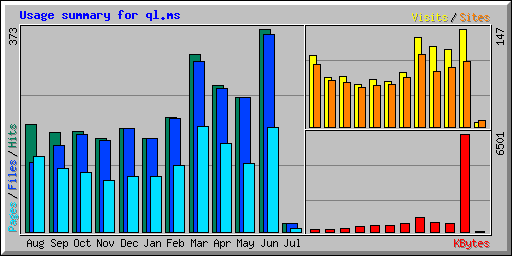 Usage summary for ql.ms
Visits / Sites
373
Pages / Files / Hits
147
6501
Aug Sep Oct Nov Dec Jan Feb Mar Apr May Jun Jul
KBytes